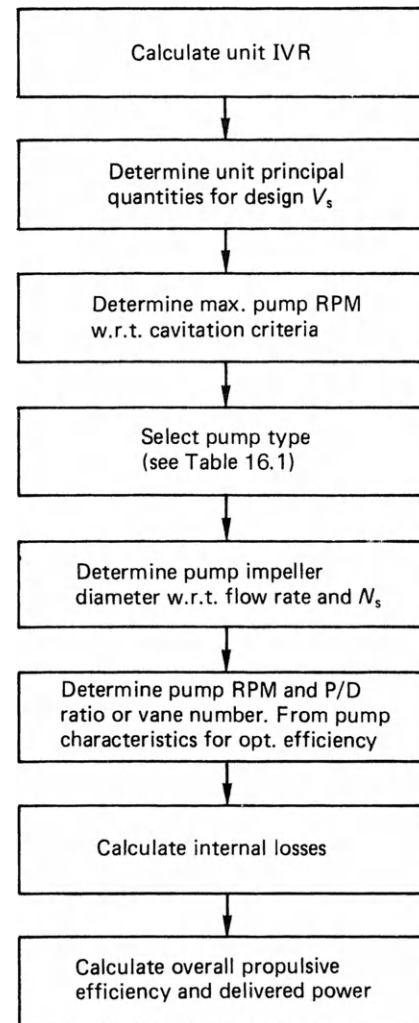 Calculate unit IVR
Determine unit principal
quantities for design Vs
Determine max. pump RPM
w.r.t. cavitation criteria
Select pump type
(see Table 16.1)
Determine pump impeller
diameter w.r.t. flow rate and Ns
Determine pump RPM and P/D
ratio or vane number. From pump
characteristics for opt. efficiency
Calculate internal losses
Calculate overall propulsive
efficiency and delivered power